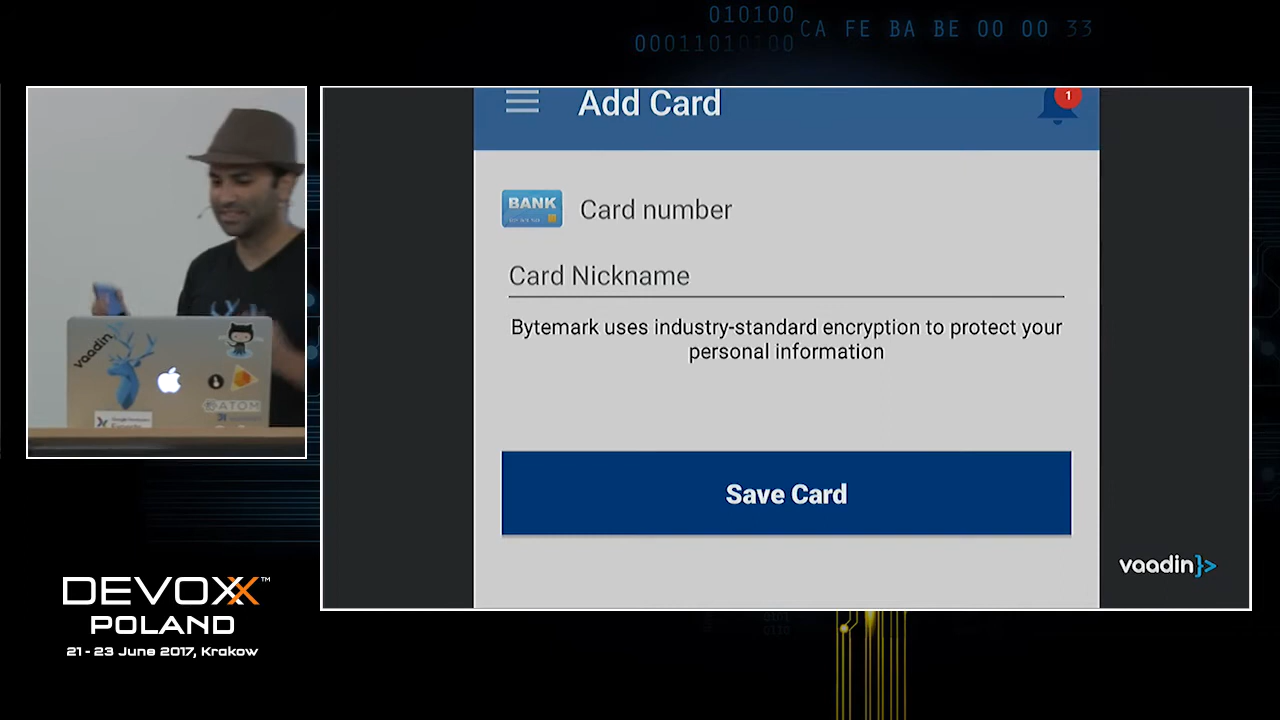 010100
00011010100
CA FE BA BE 00 00 33
Add Card
1
BANK
Card number
Card Nickname
Bytemark uses industry-standard encryption to protect your
personal information
Save Card
vaadin}>
vaadin
ATOM
DEVOXX™
POLAND
21 - 23 June 2017, Krakow